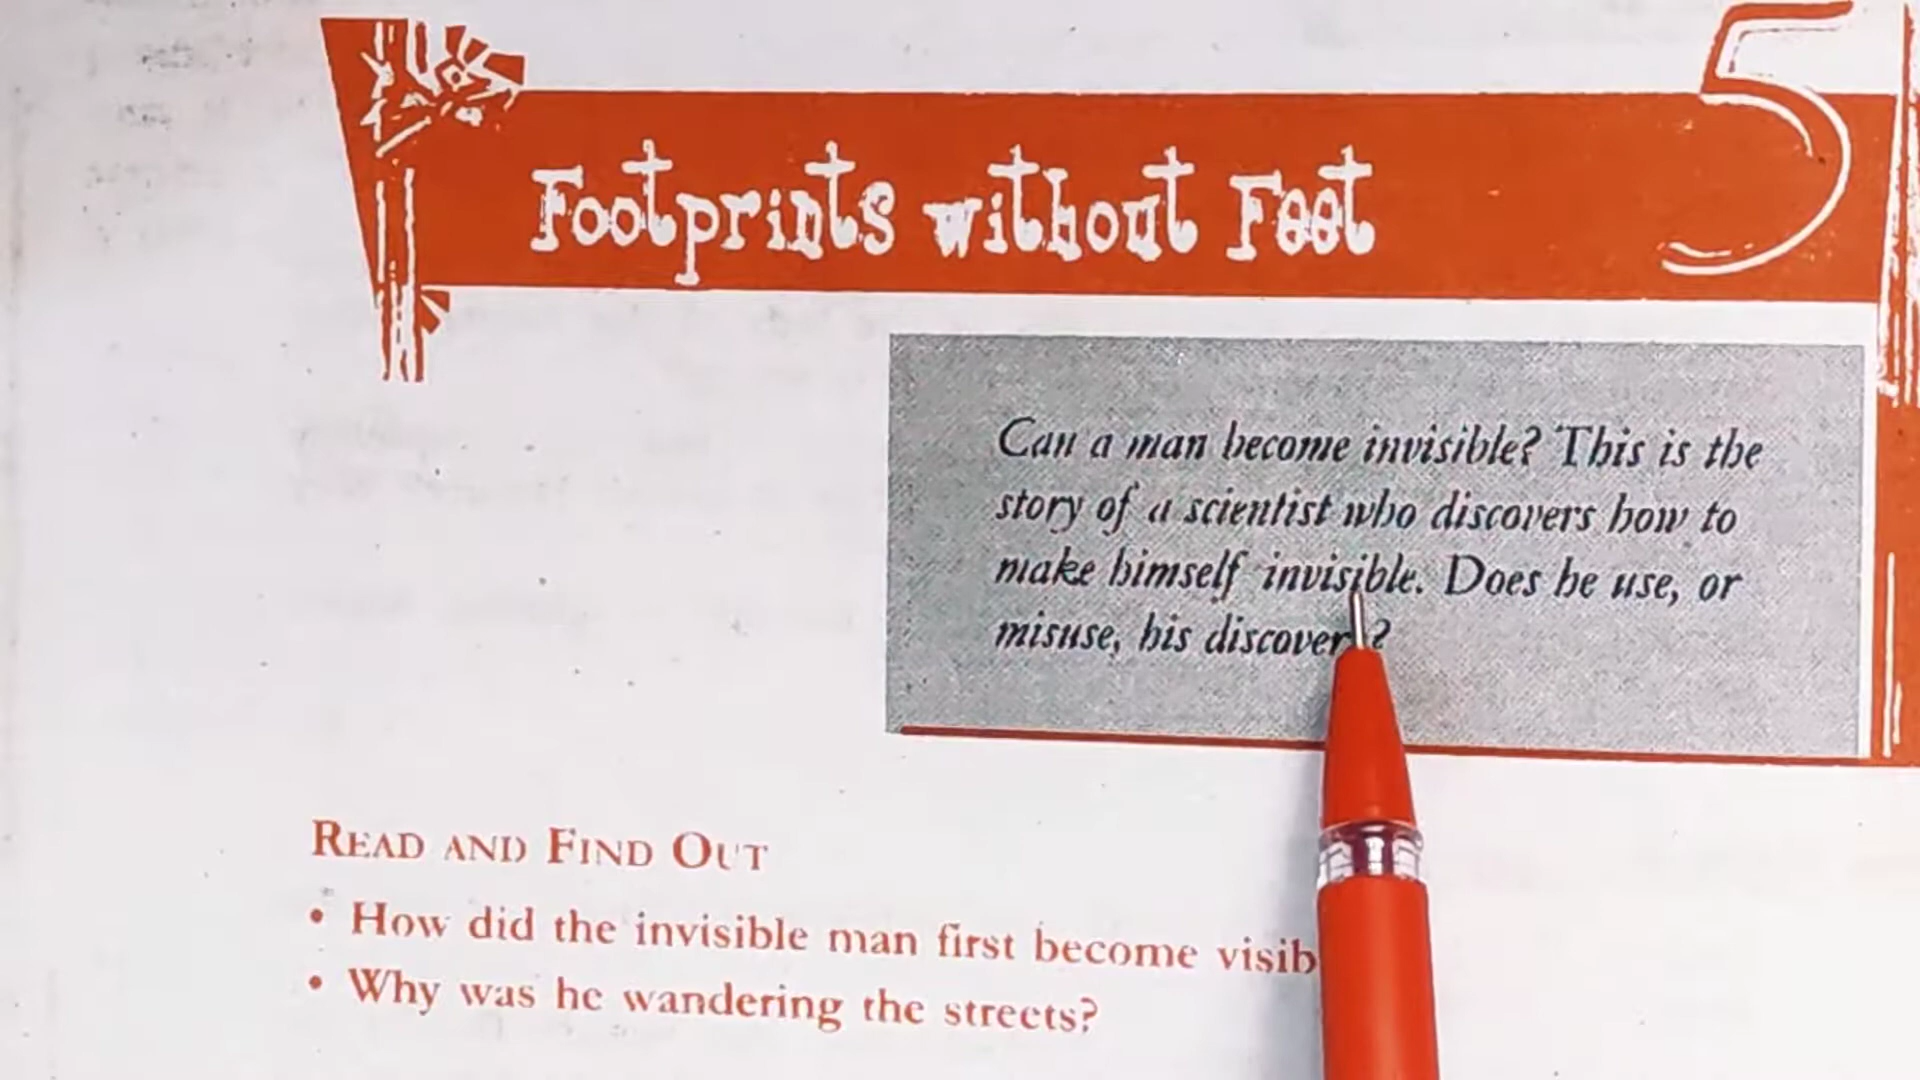 5
Footprints without Feet
Can a man become invisible? This is the
story of a scientist who discovers how to
make himself invisible. Does he use, or
misuse, his discover ?
READ AND FIND OUT
• How did the invisible man first become visib
• Why was he wandering the streets?